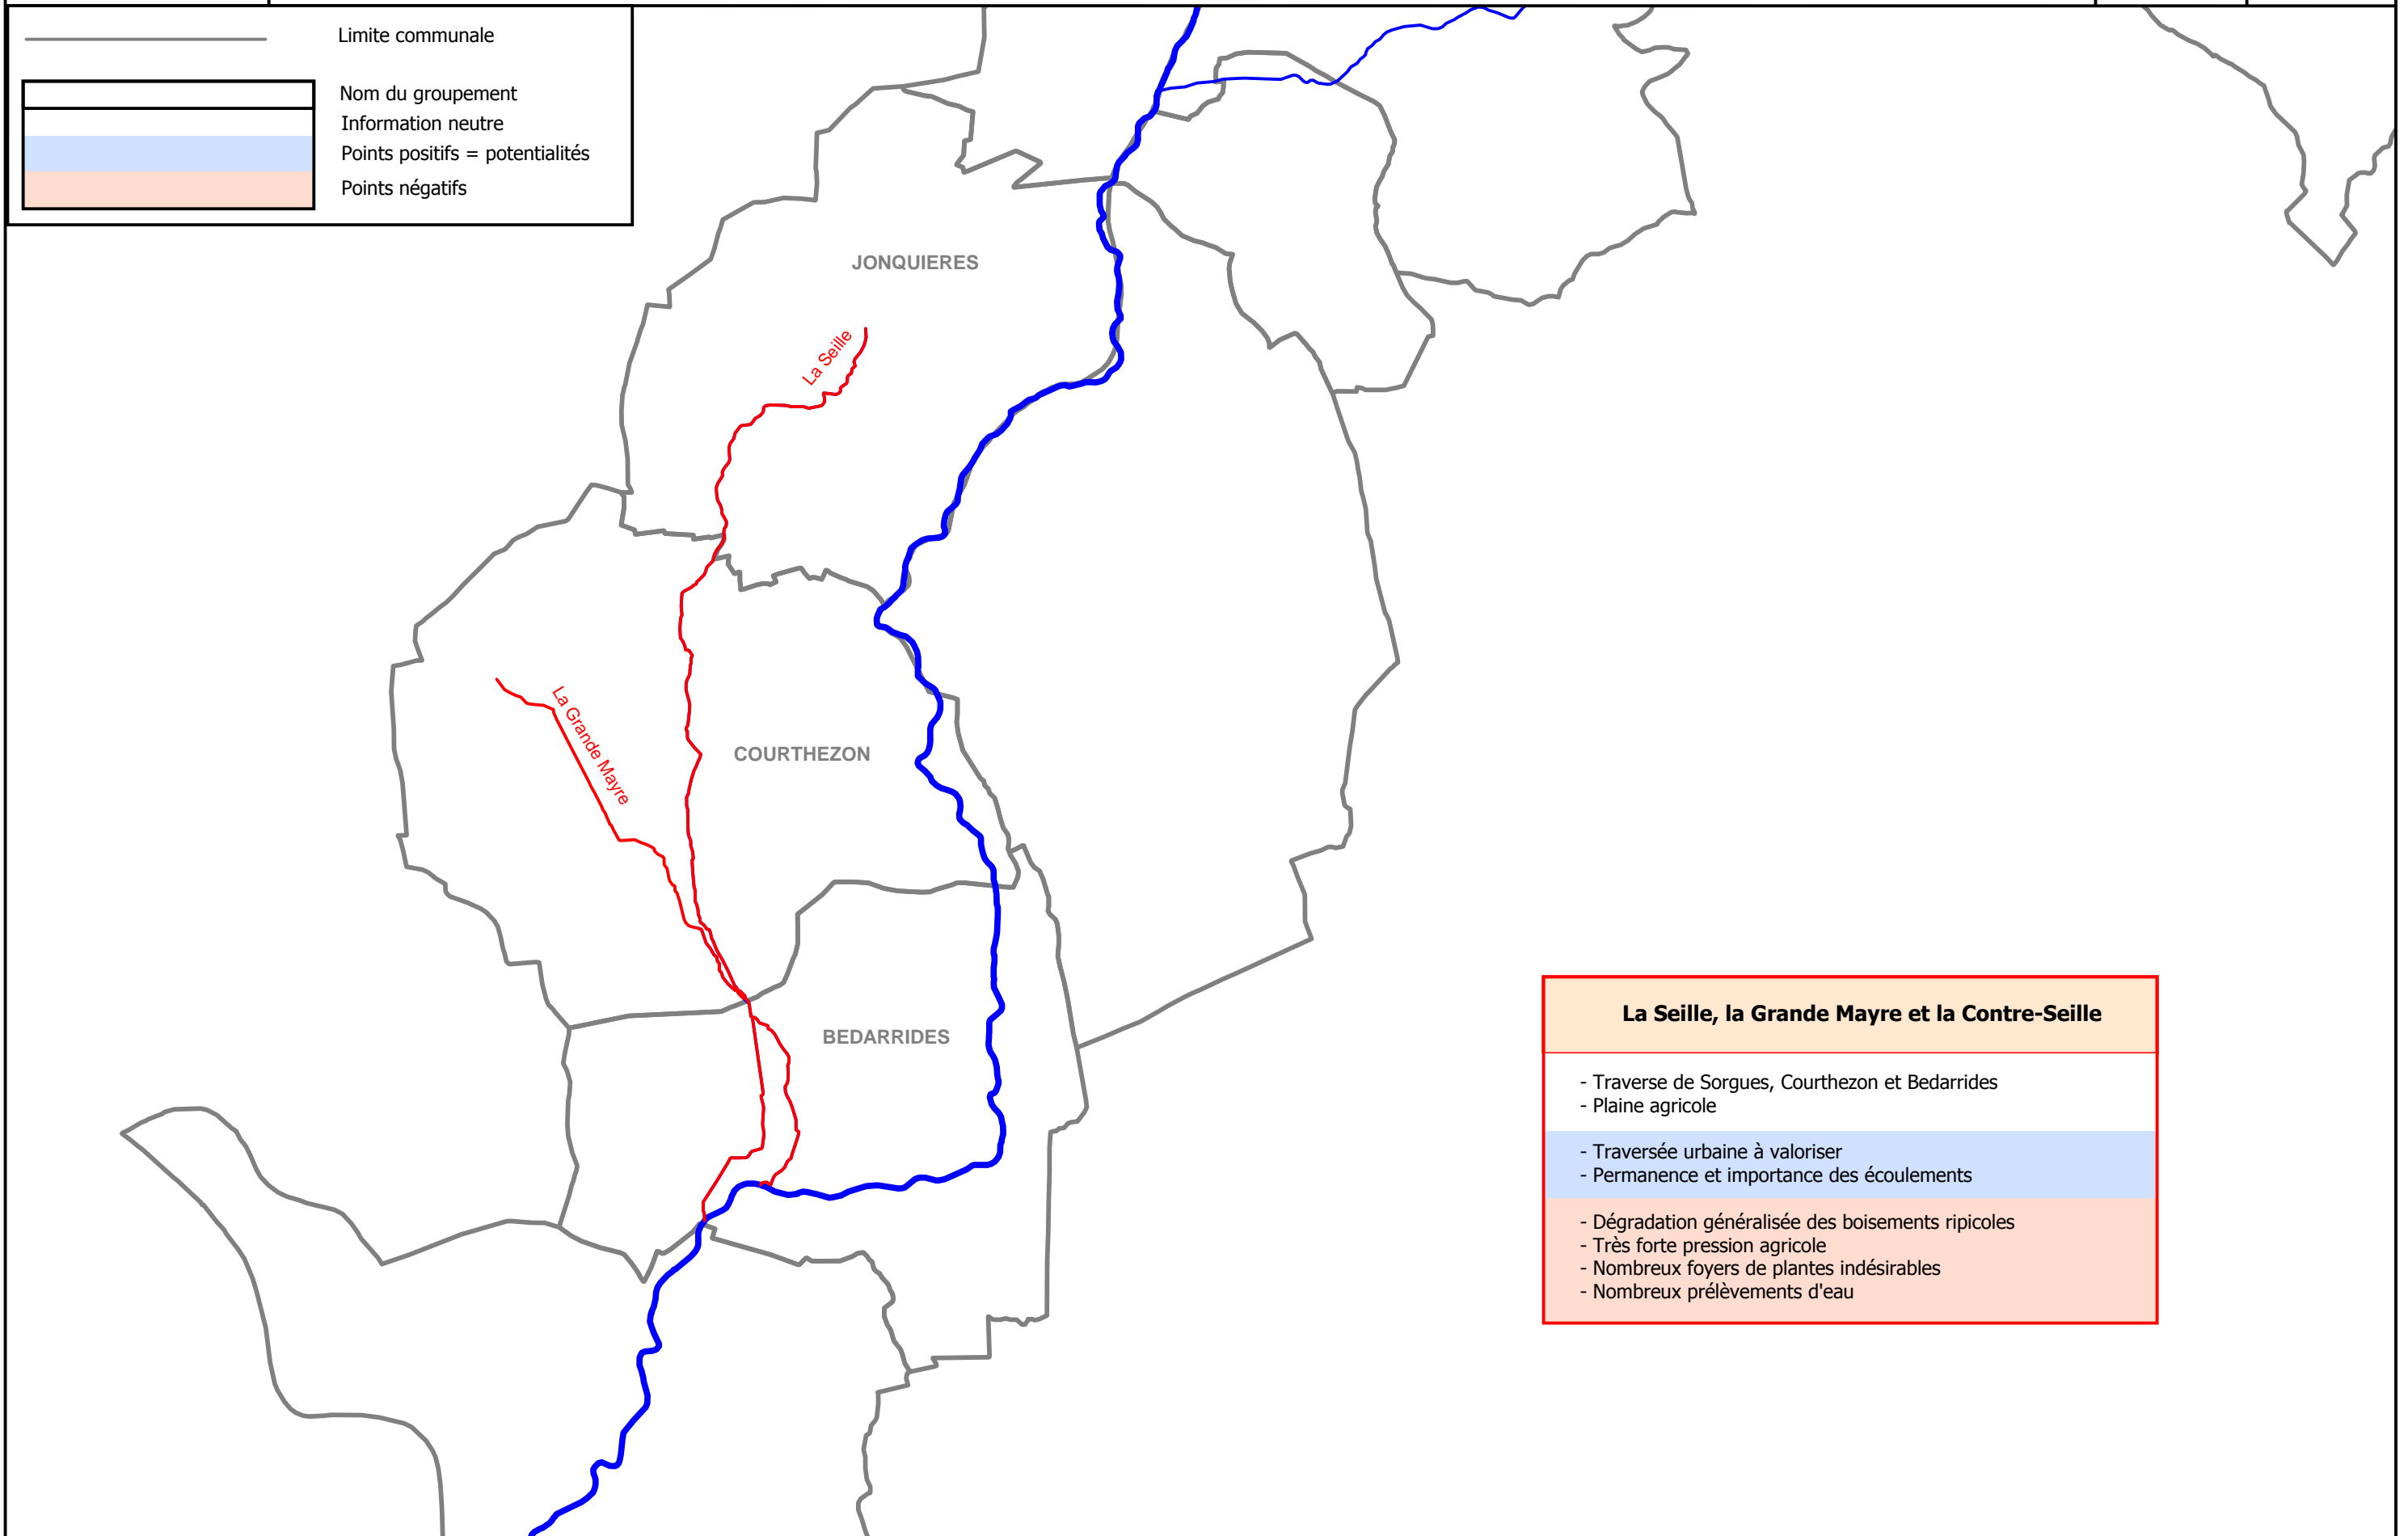 Limite communale
Nom du groupement
Information neutre
Points positifs = potentialités
Points négatifs
JONQUIERES
La Seille
La Grande Mayre
COURTHEZON
BEDARRIDES
La Seille, la Grande Mayre et la Contre-Seille
- Traverse de Sorgues, Courthezon et Bedarrides
- Plaine agricole
- Traversée urbaine à valoriser
- Permanence et importance des écoulements
- Dégradation généralisée des boisements ripicoles
- Très forte pression agricole
- Nombreux foyers de plantes indésirables
- Nombreux prélèvements d'eau